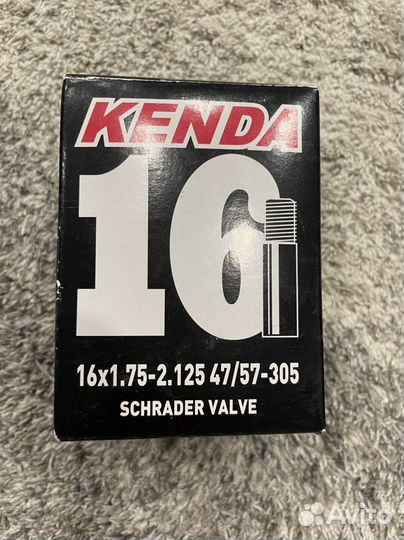 KENDA
16
16x1.75-2.125 47/57-305
SCHRADER VALVE
Avito